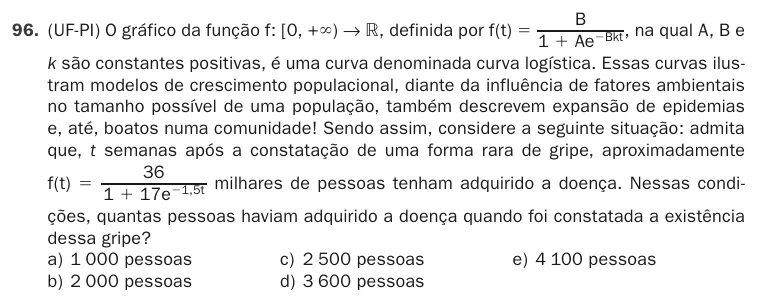 96. (UF-PI) O gráfico da função f: [0, +∞) → ℝ, definida por f(t) = B / (1 + Ae^(−Bkt)), na qual A, B e
k são constantes positivas, é uma curva denominada curva logística. Essas curvas ilus-
tram modelos de crescimento populacional, diante da influência de fatores ambientais
no tamanho possível de uma população, também descrevem expansão de epidemias
e, até, boatos numa comunidade! Sendo assim, considere a seguinte situação: admita
que, t semanas após a constatação de uma forma rara de gripe, aproximadamente
f(t) = 36 / (1 + 17e^(−1,5t)) milhares de pessoas tenham adquirido a doença. Nessas condi-
ções, quantas pessoas haviam adquirido a doença quando foi constatada a existência
dessa gripe?
a) 1 000 pessoas c) 2 500 pessoas e) 4 100 pessoas
b) 2 000 pessoas d) 3 600 pessoas